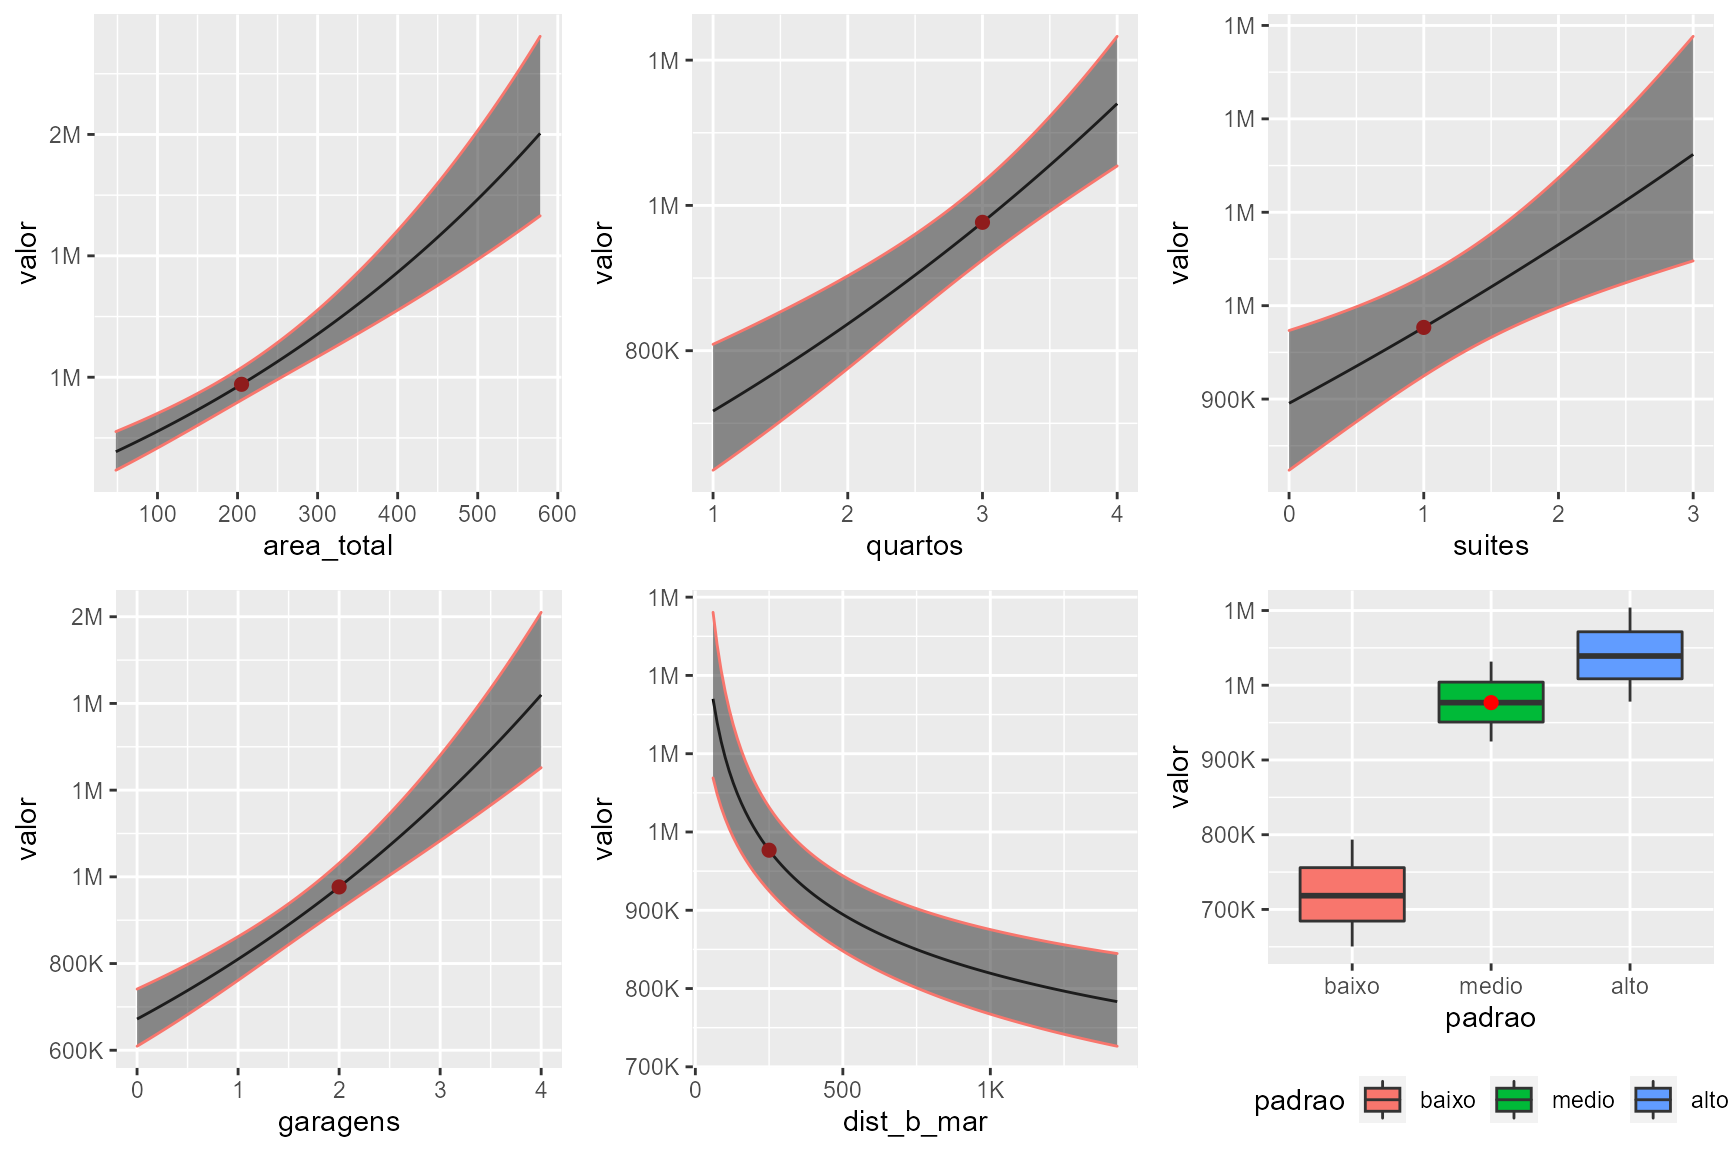 valor
2M
1M
1M
100 200 300 400 500 600
area_total
valor
1M
1M
800K
1 2 3 4
quartos
valor
1M
1M
1M
1M
900K
0 1 2 3
suites
valor
2M
1M
1M
1M
800K
600K
0 1 2 3 4
garagens
valor
1M
1M
1M
1M
900K
800K
700K
0 500 1K
dist_b_mar
valor
1M
1M
900K
800K
700K
baixo medio alto
padrao
padrao baixo medio alto